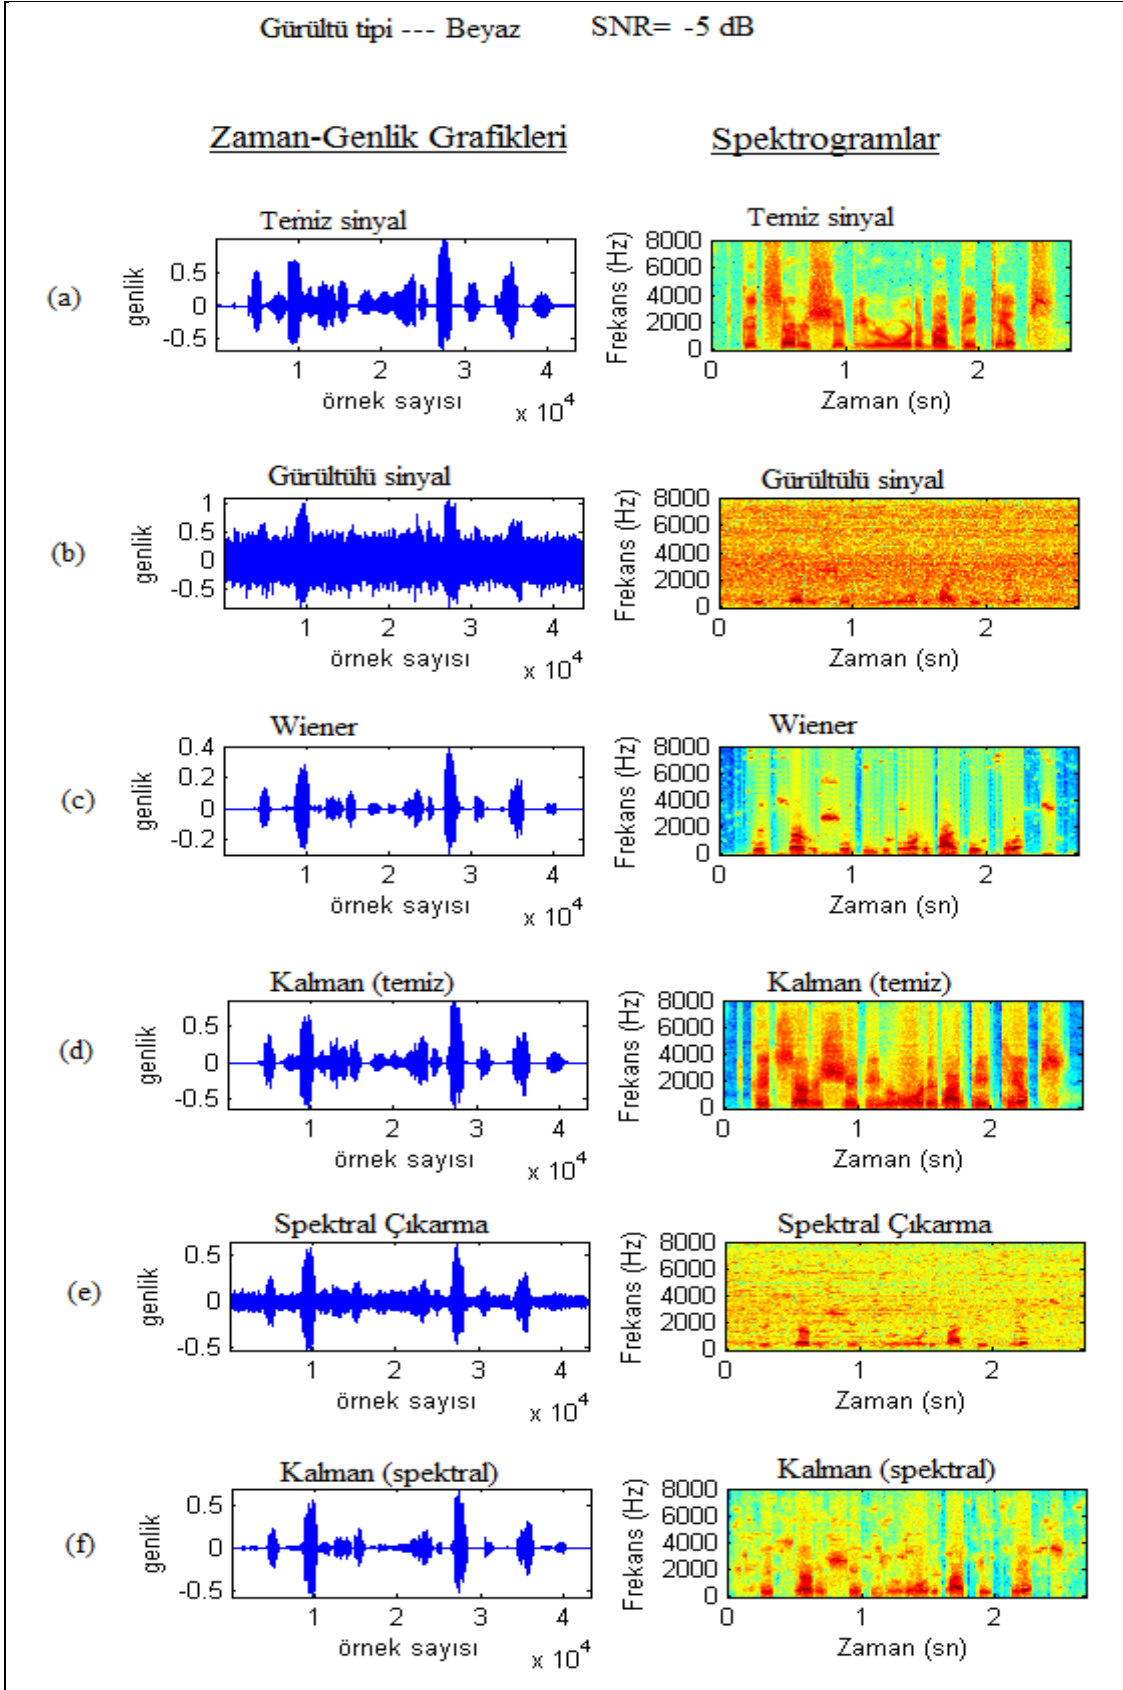 Gürültü tipi --- Beyaz SNR= -5 dB
Zaman-Genlik Grafikleri Spektrogramlar
(a)
Temiz sinyal
genlik
0.5
0
-0.5
1 2 3 4
örnek sayısı
x 10^4
Temiz sinyal
Frekans (Hz)
8000
6000
4000
2000
0
0 1 2
Zaman (sn)
(b)
Gürültülü sinyal
genlik
1
0.5
0
-0.5
1 2 3 4
örnek sayısı
x 10^4
Gürültülü sinyal
Frekans (Hz)
8000
6000
4000
2000
0
0 1 2
Zaman (sn)
(c)
Wiener
genlik
0.4
0.2
0
-0.2
1 2 3 4
örnek sayısı
x 10^4
Wiener
Frekans (Hz)
8000
6000
4000
2000
0
0 1 2
Zaman (sn)
(d)
Kalman (temiz)
genlik
0.5
0
-0.5
1 2 3 4
örnek sayısı
x 10^4
Kalman (temiz)
Frekans (Hz)
8000
6000
4000
2000
0
0 1 2
Zaman (sn)
(e)
Spektral Çıkarma
genlik
0.5
0
-0.5
1 2 3 4
örnek sayısı
x 10^4
Spektral Çıkarma
Frekans (Hz)
8000
6000
4000
2000
0
0 1 2
Zaman (sn)
(f)
Kalman (spektral)
genlik
0.5
0
-0.5
1 2 3 4
örnek sayısı
x 10^4
Kalman (spektral)
Frekans (Hz)
8000
6000
4000
2000
0
0 1 2
Zaman (sn)